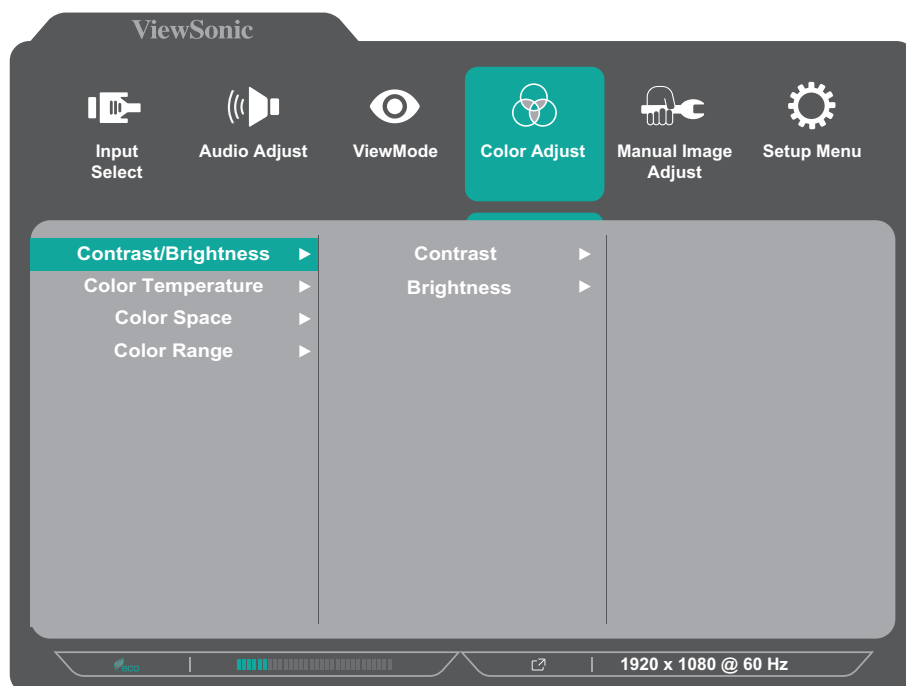 ViewSonic
Input
Select
Audio Adjust
ViewMode
Color Adjust
Manual Image
Adjust
Setup Menu
Contrast/Brightness
Color Temperature
Color Space
Color Range
Contrast
Brightness
eco
1920 x 1080 @ 60 Hz